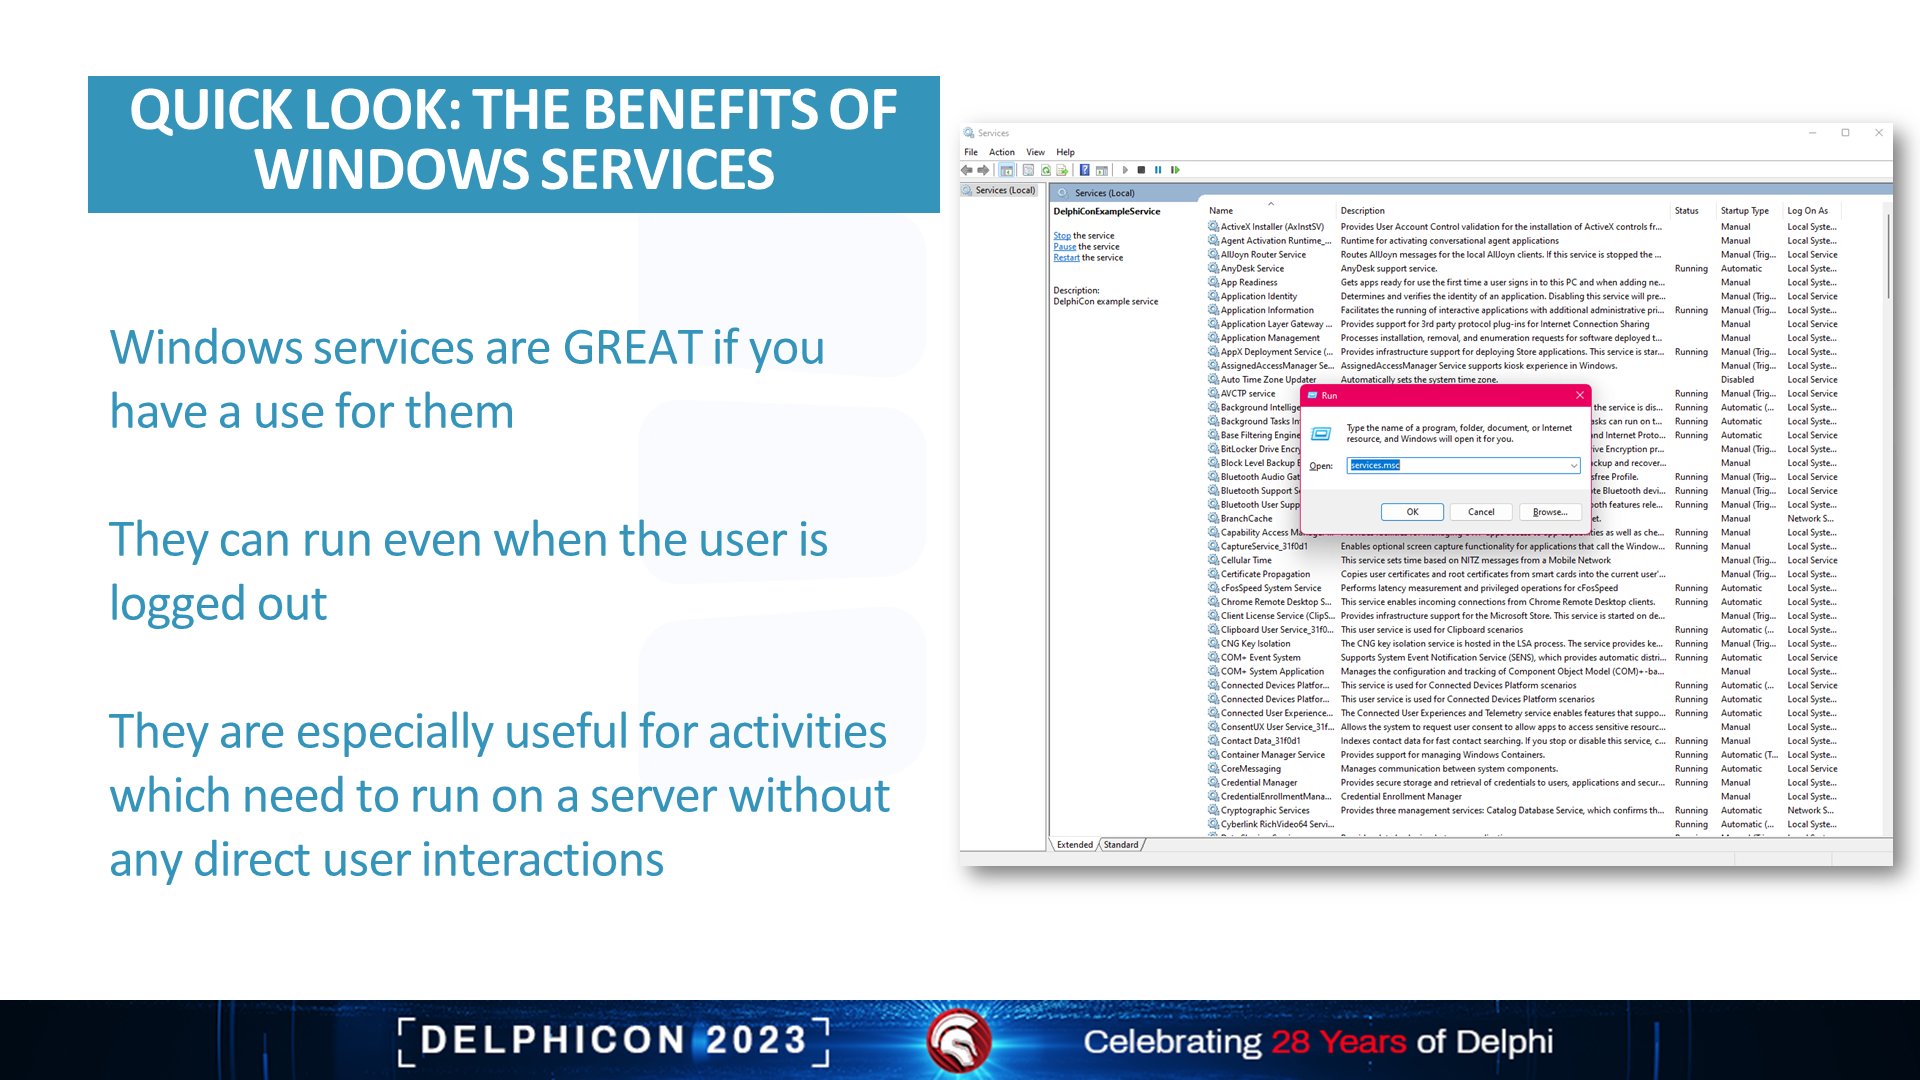 QUICK LOOK: THE BENEFITS OF
WINDOWS SERVICES
Windows services are GREAT if you
have a use for them
They can run even when the user is
logged out
They are especially useful for activities
which need to run on a server without
any direct user interactions
Services
File Action View Help
Services (Local)
Services (Local)
DelphiConExampleService
Stop the service
Pause the service
Restart the service
Description:
DelphiCon example service
Name Description Status Startup Type Log On As
ActiveX Installer (AxInstSV) Provides User Account Control validation for the installation of ActiveX controls fr... Manual Local Syste...
Agent Activation Runtime_... Runtime for activating conversational agent applications Manual Local Syste...
AllJoyn Router Service Routes AllJoyn messages for the local AllJoyn clients. If this service is stopped the ... Manual (Trig... Local Service
AnyDesk Service AnyDesk support service. Running Automatic Local Syste...
App Readiness Gets apps ready for use the first time a user signs in to this PC and when adding ne... Manual Local Syste...
Application Identity Determines and verifies the identity of an application. Disabling this service will pre... Manual (Trig... Local Service
Application Information Facilitates the running of interactive applications with additional administrative pri... Running Manual (Trig... Local Syste...
Application Layer Gateway ... Provides support for 3rd party protocol plug-ins for Internet Connection Sharing Manual Local Service
Application Management Processes installation, removal, and enumeration requests for software deployed t... Manual Local Syste...
AppX Deployment Service (... Provides infrastructure support for deploying Store applications. This service is star... Running Manual (Trig... Local Syste...
AssignedAccessManager Se... AssignedAccessManager Service supports kiosk experience in Windows. Manual (Trig... Local Syste...
Auto Time Zone Updater Automatically sets the system time zone. Disabled Local Service
AVCTP service Running Manual (Trig... Local Service
Background Intellige the service is dis... Running Automatic (... Local Syste...
Background Tasks In asks can run on t... Running Automatic Local Syste...
Base Filtering Engine nd Internet Proto... Running Automatic Local Service
BitLocker Drive Encry ive Encryption pr... Manual (Trig... Local Syste...
Block Level Backup E ckup and recover... Manual Local Syste...
Bluetooth Audio Gat sfree Profile. Running Manual (Trig... Local Service
Bluetooth Support Se te Bluetooth devi... Running Manual (Trig... Local Service
Bluetooth User Supp ooth features rele... Running Manual (Trig... Local Syste...
BranchCache et. Manual Network S...
Capability Access Ma ties as well as che... Running Manual Local Syste...
CaptureService_31f0d1 Enables optional screen capture functionality for applications that call the Window... Running Manual Local Syste...
Cellular Time This service sets time based on NITZ messages from a Mobile Network Manual (Trig... Local Service
Certificate Propagation Copies user certificates and root certificates from smart cards into the current user'... Manual (Trig... Local Syste...
cFosSpeed System Service Performs latency measurement and privileged operations for cFosSpeed Running Automatic Local Syste...
Chrome Remote Desktop S... This service enables incoming connections from Chrome Remote Desktop clients. Running Automatic Local Syste...
Client License Service (ClipS... Provides infrastructure support for the Microsoft Store. This service is started on de... Manual (Trig... Local Syste...
Clipboard User Service_31f0... This user service is used for Clipboard scenarios Running Automatic (... Local Syste...
CNG Key Isolation The CNG key isolation service is hosted in the LSA process. The service provides ke... Running Manual (Trig... Local Syste...
COM+ Event System Supports System Event Notification Service (SENS), which provides automatic distri... Running Automatic Local Service
COM+ System Application Manages the configuration and tracking of Component Object Model (COM)+-ba... Manual Local Syste...
Connected Devices Platfor... This service is used for Connected Devices Platform scenarios Running Automatic (... Local Service
Connected Devices Platfor... This user service is used for Connected Devices Platform scenarios Running Automatic Local Syste...
Connected User Experience... The Connected User Experiences and Telemetry service enables features that suppo... Running Automatic Local Syste...
ConsentUX User Service_31f... Allows the system to request user consent to allow apps to access sensitive resourc... Manual Local Syste...
Contact Data_31f0d1 Indexes contact data for fast contact searching. If you stop or disable this service, c... Running Manual Local Syste...
Container Manager Service Provides support for managing Windows Containers. Running Automatic (T... Local Syste...
CoreMessaging Manages communication between system components. Running Automatic Local Service
Credential Manager Provides secure storage and retrieval of credentials to users, applications and secur... Running Manual Local Syste...
CredentialEnrollmentMana... Credential Enrollment Manager Manual Local Syste...
Cryptographic Services Provides three management services: Catalog Database Service, which confirms th... Running Automatic Network S...
Cyberlink RichVideo64 Servi... Running Automatic (... Local Syste...
Run
Type the name of a program, folder, document, or Internet
resource, and Windows will open it for you.
Open: services.msc
OK Cancel Browse...
Extended Standard
DELPHICON 2023
Celebrating 28 Years of Delphi